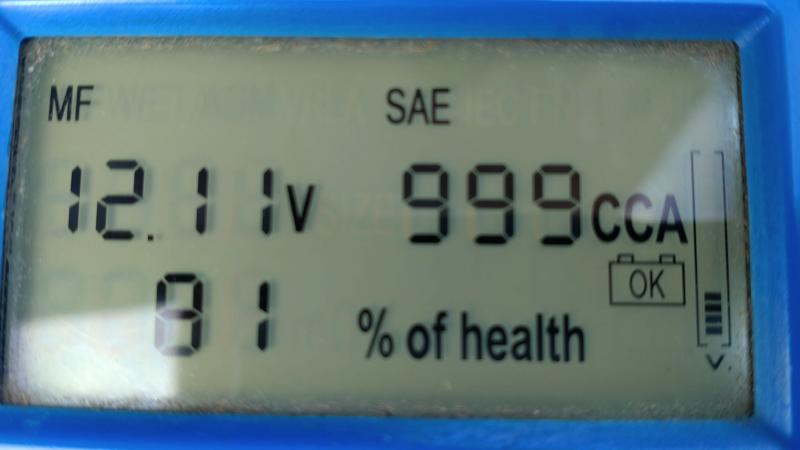 MF SAE
12.11V 999CCA
OK
81 % of health